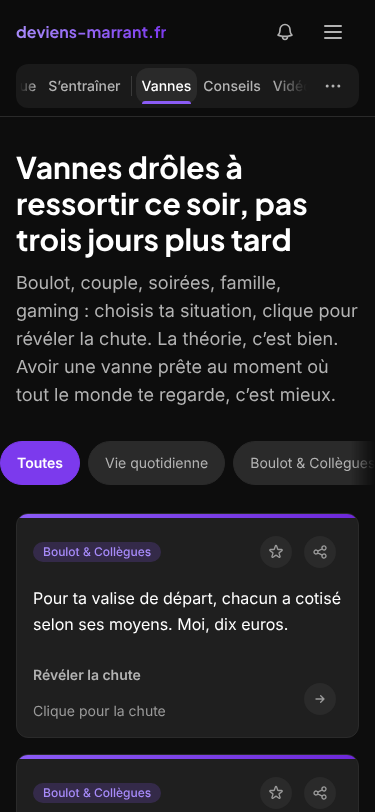 deviens-marrant.fr
S’entraîner
Vannes
Conseils
Vannes drôles à
ressortir ce soir, pas
trois jours plus tard
Boulot, couple, soirées, famille,
gaming : choisis ta situation, clique pour
révéler la chute. La théorie, c’est bien.
Avoir une vanne prête au moment où
tout le monde te regarde, c’est mieux.
Toutes
Vie quotidienne
Boulot & Collègues
Boulot & Collègues
Pour ta valise de départ, chacun a cotisé
selon ses moyens. Moi, dix euros.
Révéler la chute
Clique pour la chute
Boulot & Collègues